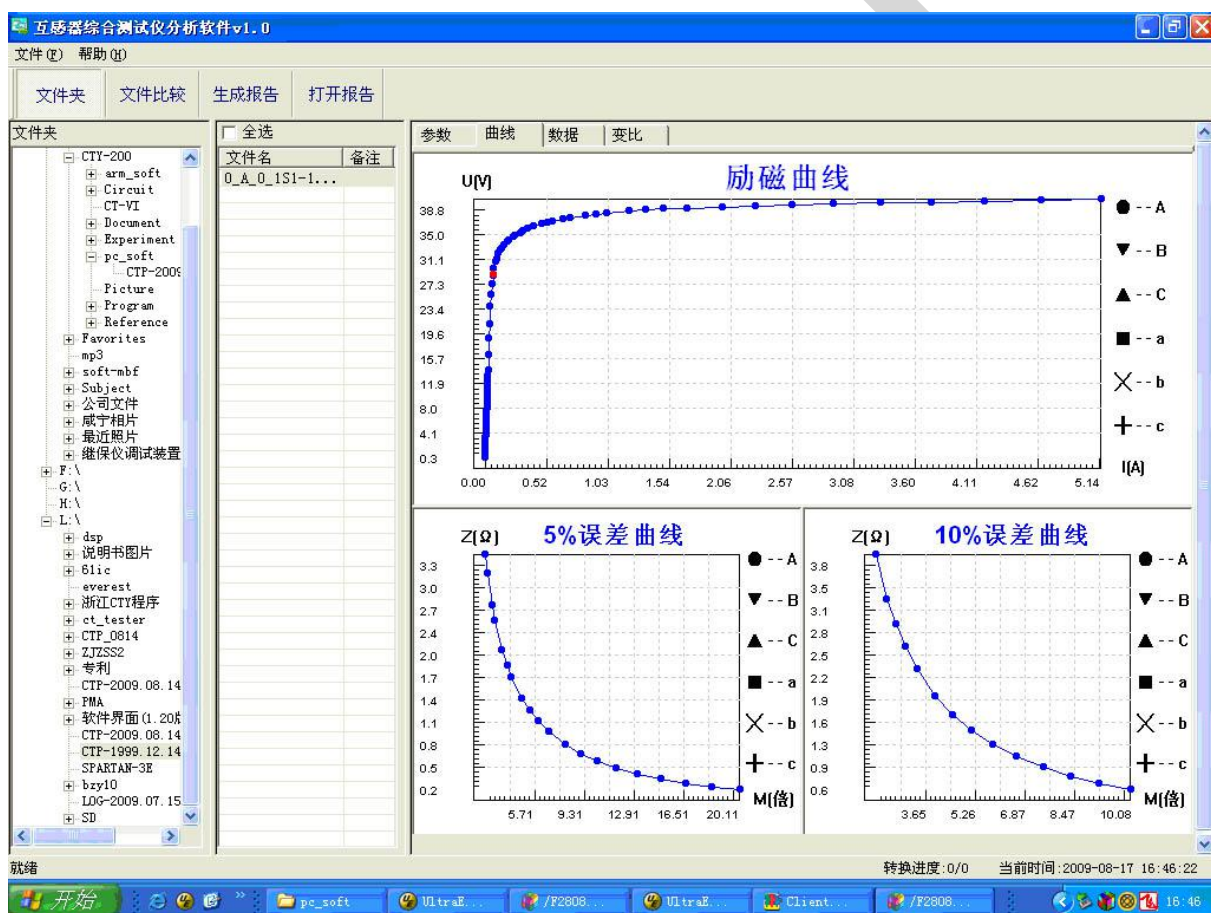 互感器综合测试仪分析软件v1.0
文件(F) 帮助(H)
文件夹 文件比较 生成报告 打开报告
文件夹
CTY-200
arm_soft
Circuit
CT-VI
Document
Experiment
pc_soft
CTP-2009
Picture
Program
Reference
Favorites
mp3
soft-mbf
Subject
公司文件
咸宁相片
最近照片
继保仪调试装置
F:\
G:\
H:\
L:\
dsp
说明书图片
61ic
everest
浙江CTY程序
ct_tester
CTP_0814
ZJZSS2
专利
CTP-2009.08.14
PMA
软件界面(1.20
CTP-2009.08.14
CTP-1999.12.14
SPARTAN-3E
bzy10
LOG-2009.07.15
SD
全选
文件名 备注
0_A_0_1S1-1...
参数 曲线 数据 变比
励磁曲线
U(V)
38.8
35.0
31.1
27.3
23.4
19.6
15.7
11.9
8.0
4.1
0.3
0.00 0.52 1.03 1.54 2.06 2.57 3.08 3.60 4.11 4.62 5.14
I(A)
--A
--B
--C
--a
--b
--c
5%误差曲线
Z(Ω)
3.3
3.0
2.7
2.4
2.0
1.7
1.4
1.1
0.8
0.5
0.2
5.71 9.31 12.91 16.51 20.11
M(倍)
--A
--B
--C
--a
--b
--c
10%误差曲线
Z(Ω)
3.8
3.5
3.1
2.8
2.5
2.2
1.9
1.6
1.3
0.9
0.6
3.65 5.26 6.87 8.47 10.08
M(倍)
--A
--B
--C
--a
--b
--c
就绪
转换进度:0/0 当前时间:2009-08-17 16:46:22
开始 pc_soft UltraE... /F2808... UltraE... Client... /F2808... 16:46